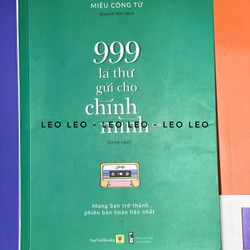 MIÊU CÔNG TỬ
999
lá thư
gửi cho
chính
mình
LEO LEO - LEO LEO - LEO LEO
Mong bạn trở thành
phiên bản hoàn hảo nhất